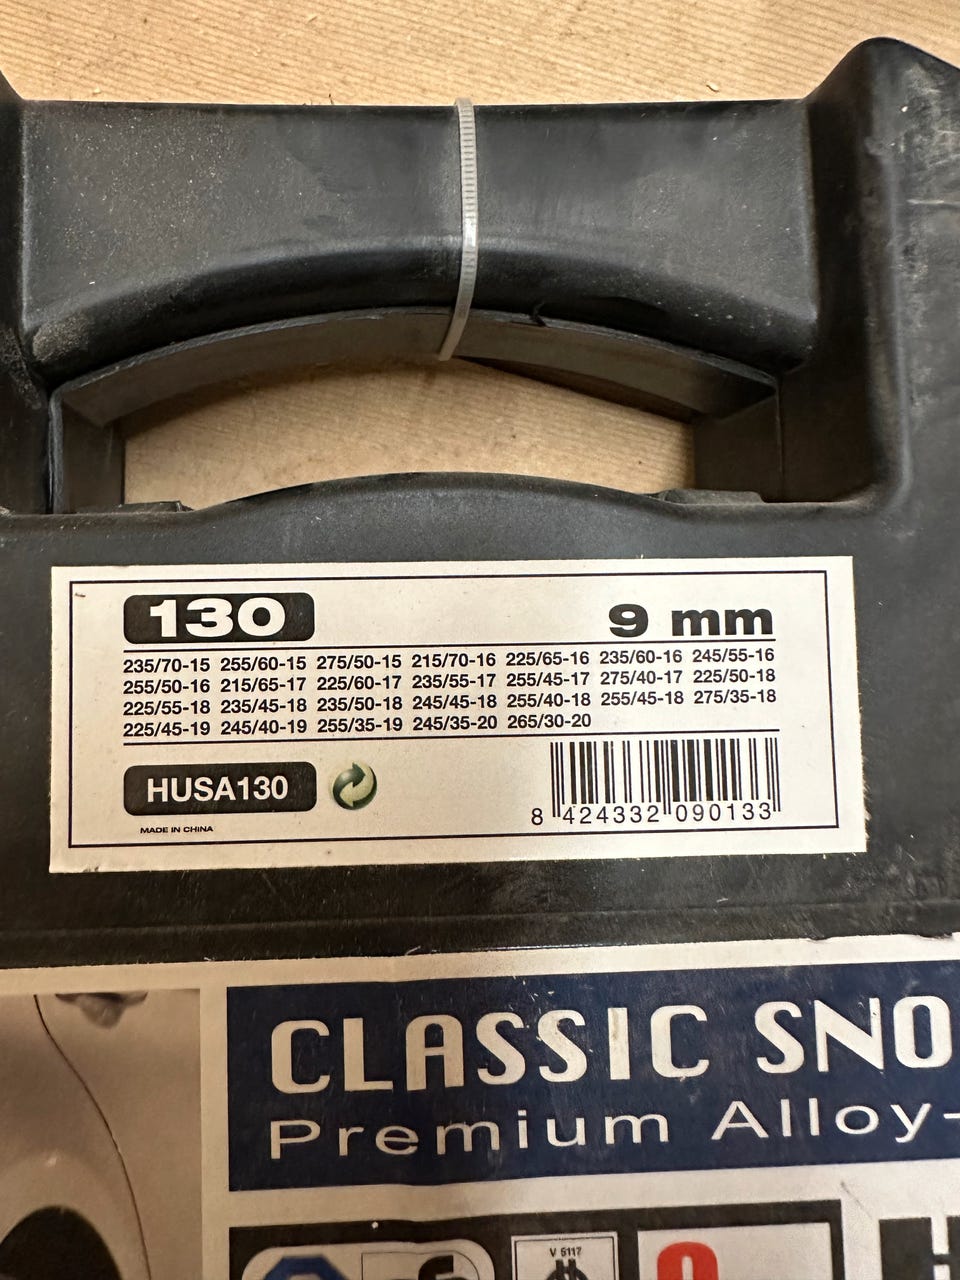 130 9 mm
235/70-15 255/60-15 275/50-15 215/70-16 225/65-16 235/60-16 245/55-16
255/50-16 215/65-17 225/60-17 235/55-17 255/45-17 275/40-17 225/50-18
225/55-18 235/45-18 235/50-18 245/45-18 255/40-18 255/45-18 275/35-18
225/45-19 245/40-19 255/35-19 245/35-20 265/30-20
HUSA130
MADE IN CHINA
8 424332 090133
CLASSIC SNO
Premium Alloy-
V 5117